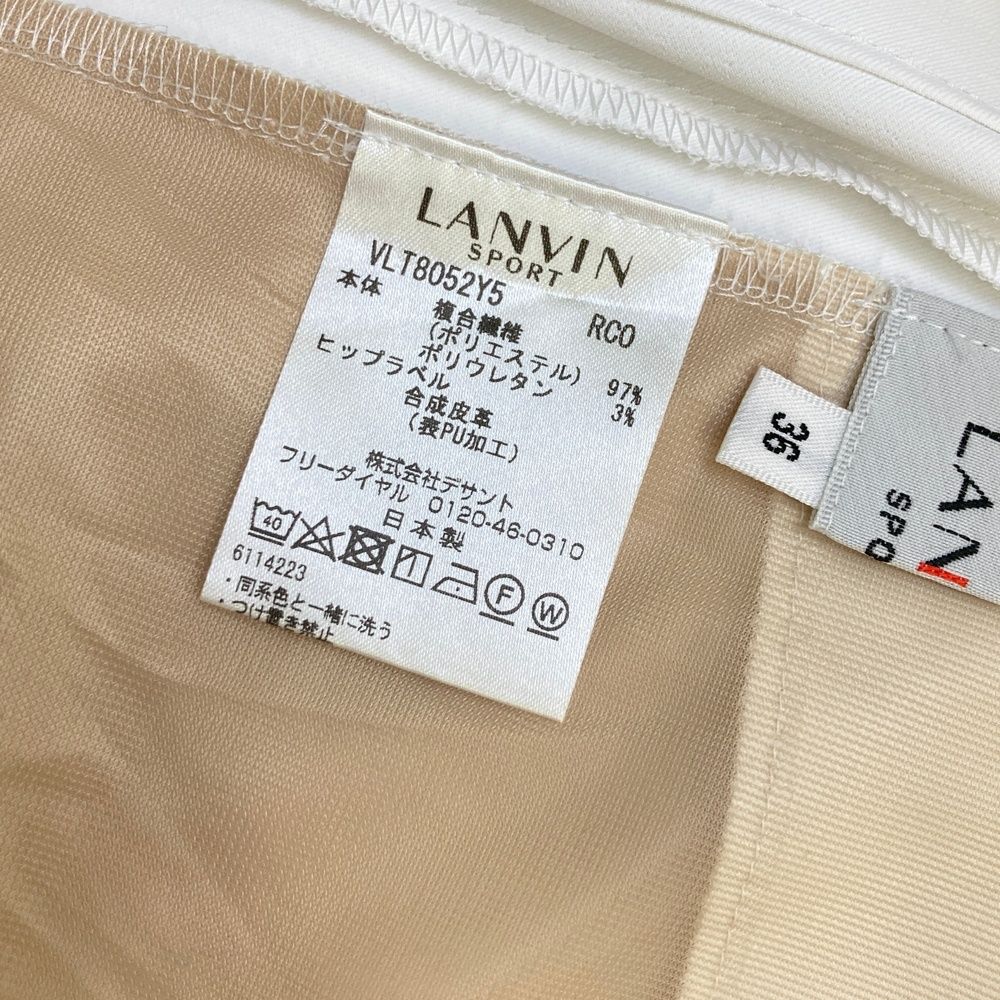 LANVIN
SPORT
VLT8052Y5
RCO
本体
複合繊維
(ポリエステル) 97%
ポリウレタン 3%
ヒップラベル
合成皮革
(表PU加工)
株式会社デサント
フリーダイヤル 0120-46-0310
日本製
40
F
W
6114223
・同系色と一緒に洗う
・つけ置き禁止
36
LAN
SPO